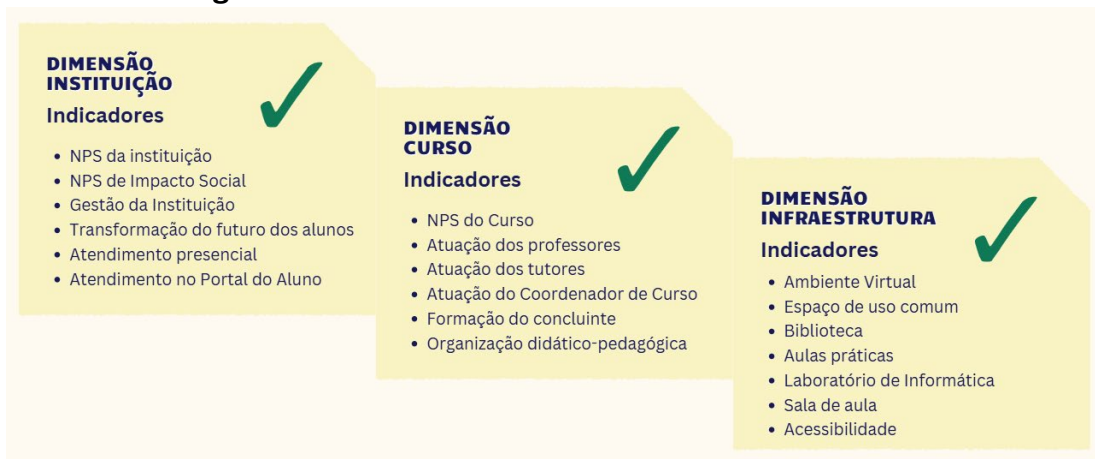 DIMENSÃO
INSTITUIÇÃO
Indicadores
• NPS da instituição
• NPS de Impacto Social
• Gestão da Instituição
• Transformação do futuro dos alunos
• Atendimento presencial
• Atendimento no Portal do Aluno
DIMENSÃO
CURSO
Indicadores
• NPS do Curso
• Atuação dos professores
• Atuação dos tutores
• Atuação do Coordenador de Curso
• Formação do concluinte
• Organização didático-pedagógica
DIMENSÃO
INFRAESTRUTURA
Indicadores
• Ambiente Virtual
• Espaço de uso comum
• Biblioteca
• Aulas práticas
• Laboratório de Informática
• Sala de aula
• Acessibilidade